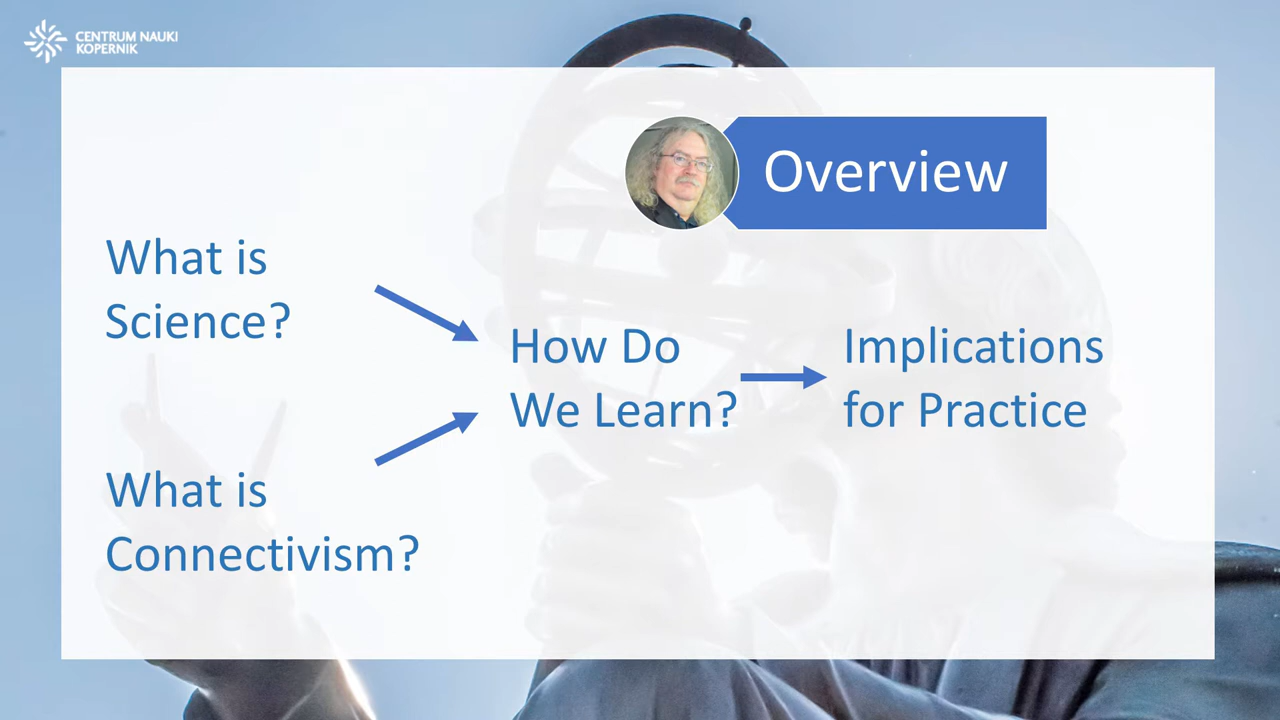 CENTRUM NAUKI
KOPERNIK
Overview
What is
Science?
How Do
We Learn?
Implications
for Practice
What is
Connectivism?